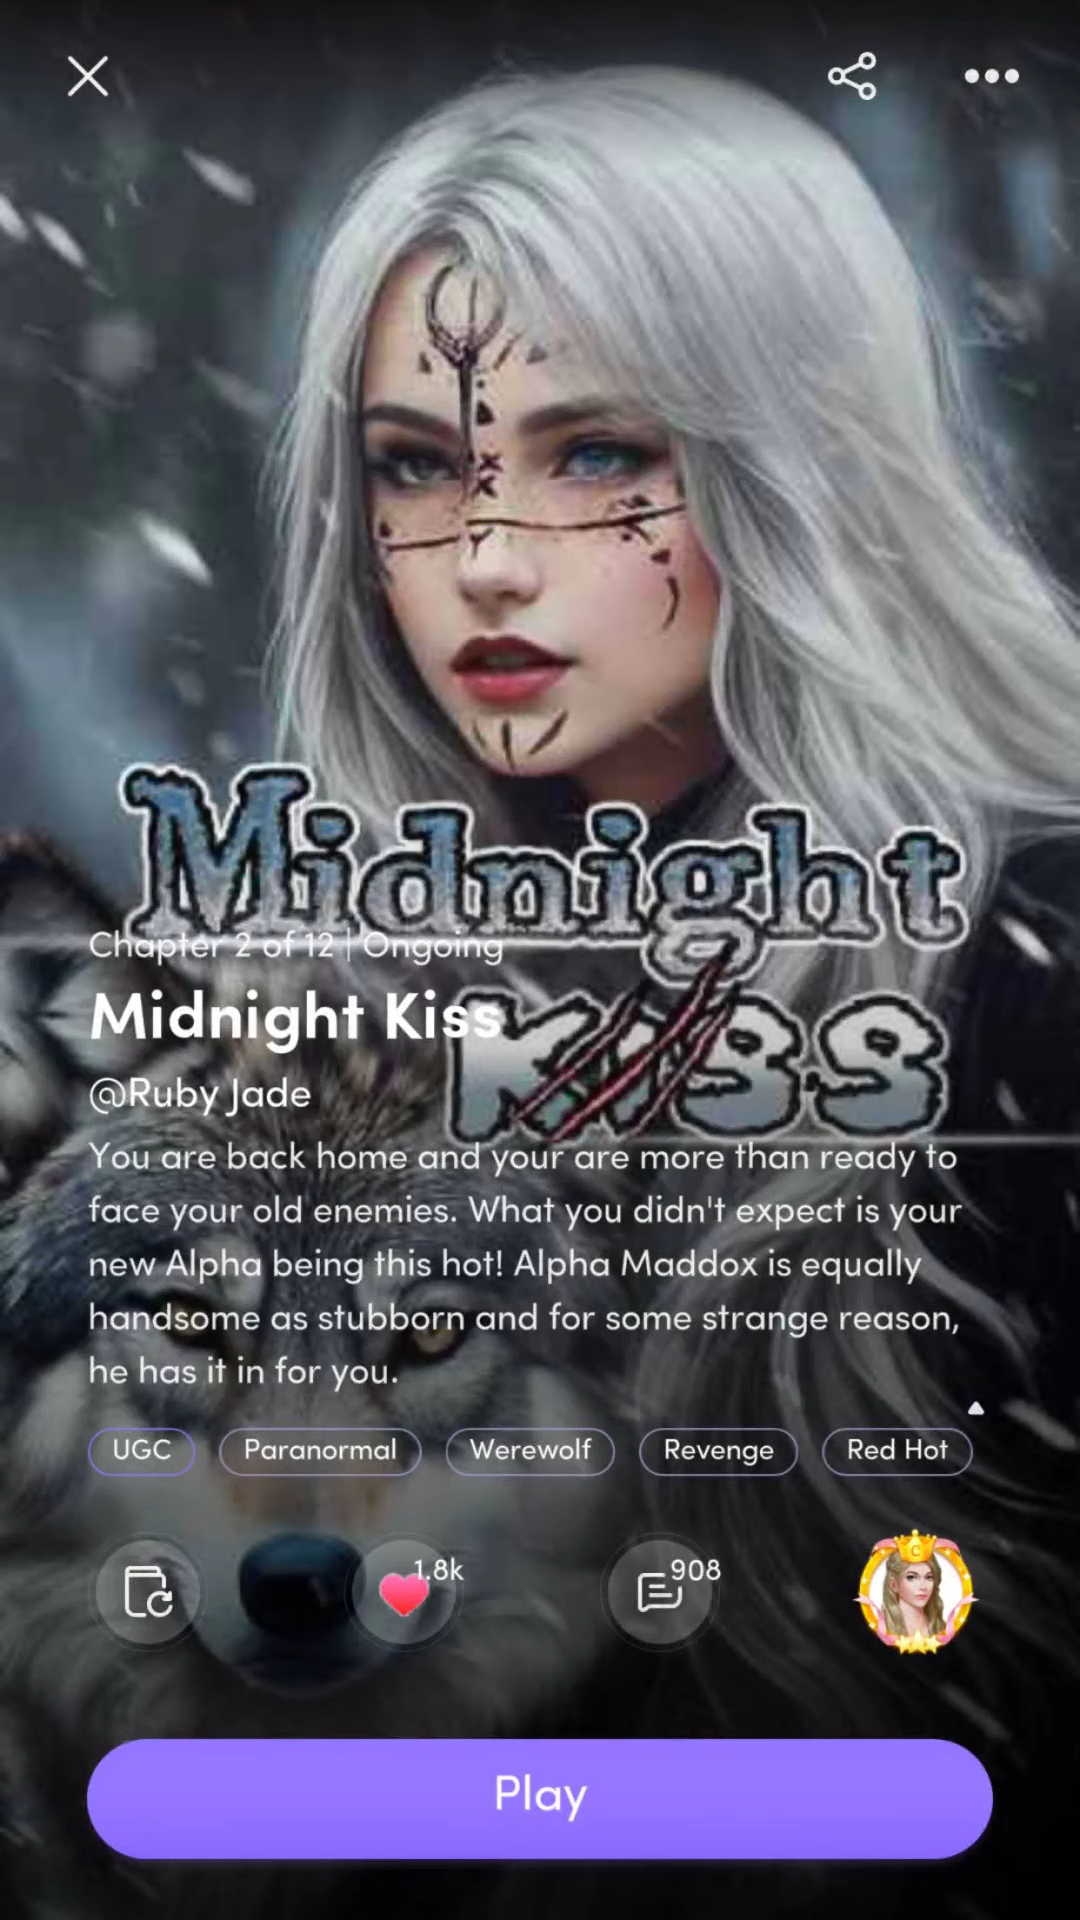 Midnight
Kiss
Chapter 2 of 12 | Ongoing
Midnight Kiss
@Ruby Jade
You are back home and your are more than ready to
face your old enemies. What you didn't expect is your
new Alpha being this hot! Alpha Maddox is equally
handsome as stubborn and for some strange reason,
he has it in for you.
UGC Paranormal Werewolf Revenge Red Hot
1.8k 908
C
Play